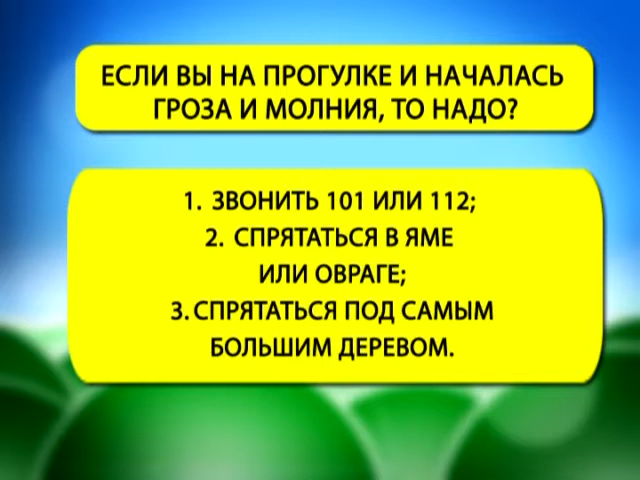 ЕСЛИ ВЫ НА ПРОГУЛКЕ И НАЧАЛАСЬ
ГРОЗА И МОЛНИЯ, ТО НАДО?
1. ЗВОНИТЬ 101 ИЛИ 112;
2. СПРЯТАТЬСЯ В ЯМЕ
ИЛИ ОВРАГЕ;
3. СПРЯТАТЬСЯ ПОД САМЫМ
БОЛЬШИМ ДЕРЕВОМ.